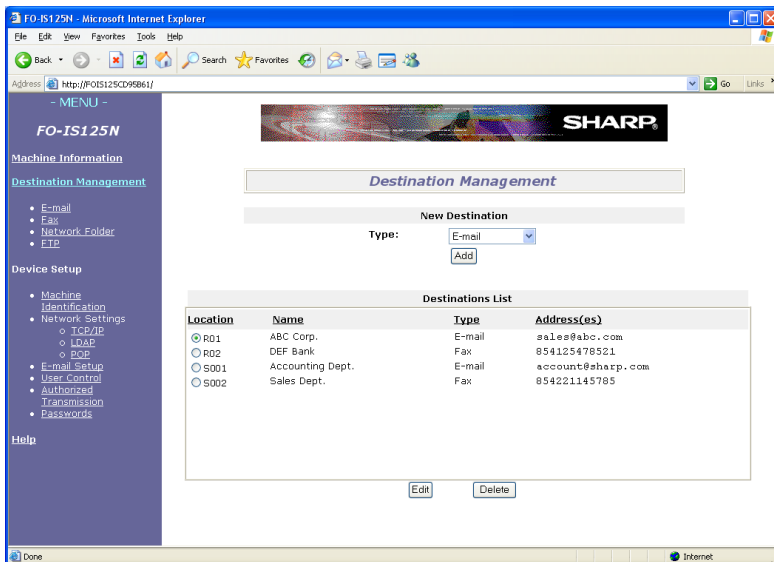 FO-IS125N - Microsoft Internet Explorer
File Edit View Favorites Tools Help
Back Search Favorites
Address http://FOIS125CD95B61/ Go Links
- MENU -
FO-IS125N
Machine Information
Destination Management
E-mail
Fax
Network Folder
FTP
Device Setup
Machine
Identification
Network Settings
TCP/IP
LDAP
POP
E-mail Setup
User Control
Authorized
Transmission
Passwords
Help
SHARP
Destination Management
New Destination
Type: E-mail
Add
Destinations List
Location Name Type Address(es)
R01 ABC Corp. E-mail sales@abc.com
R02 DEF Bank Fax 854125478521
S001 Accounting Dept. E-mail account@sharp.com
S002 Sales Dept. Fax 854221145785
Edit Delete
Done Internet